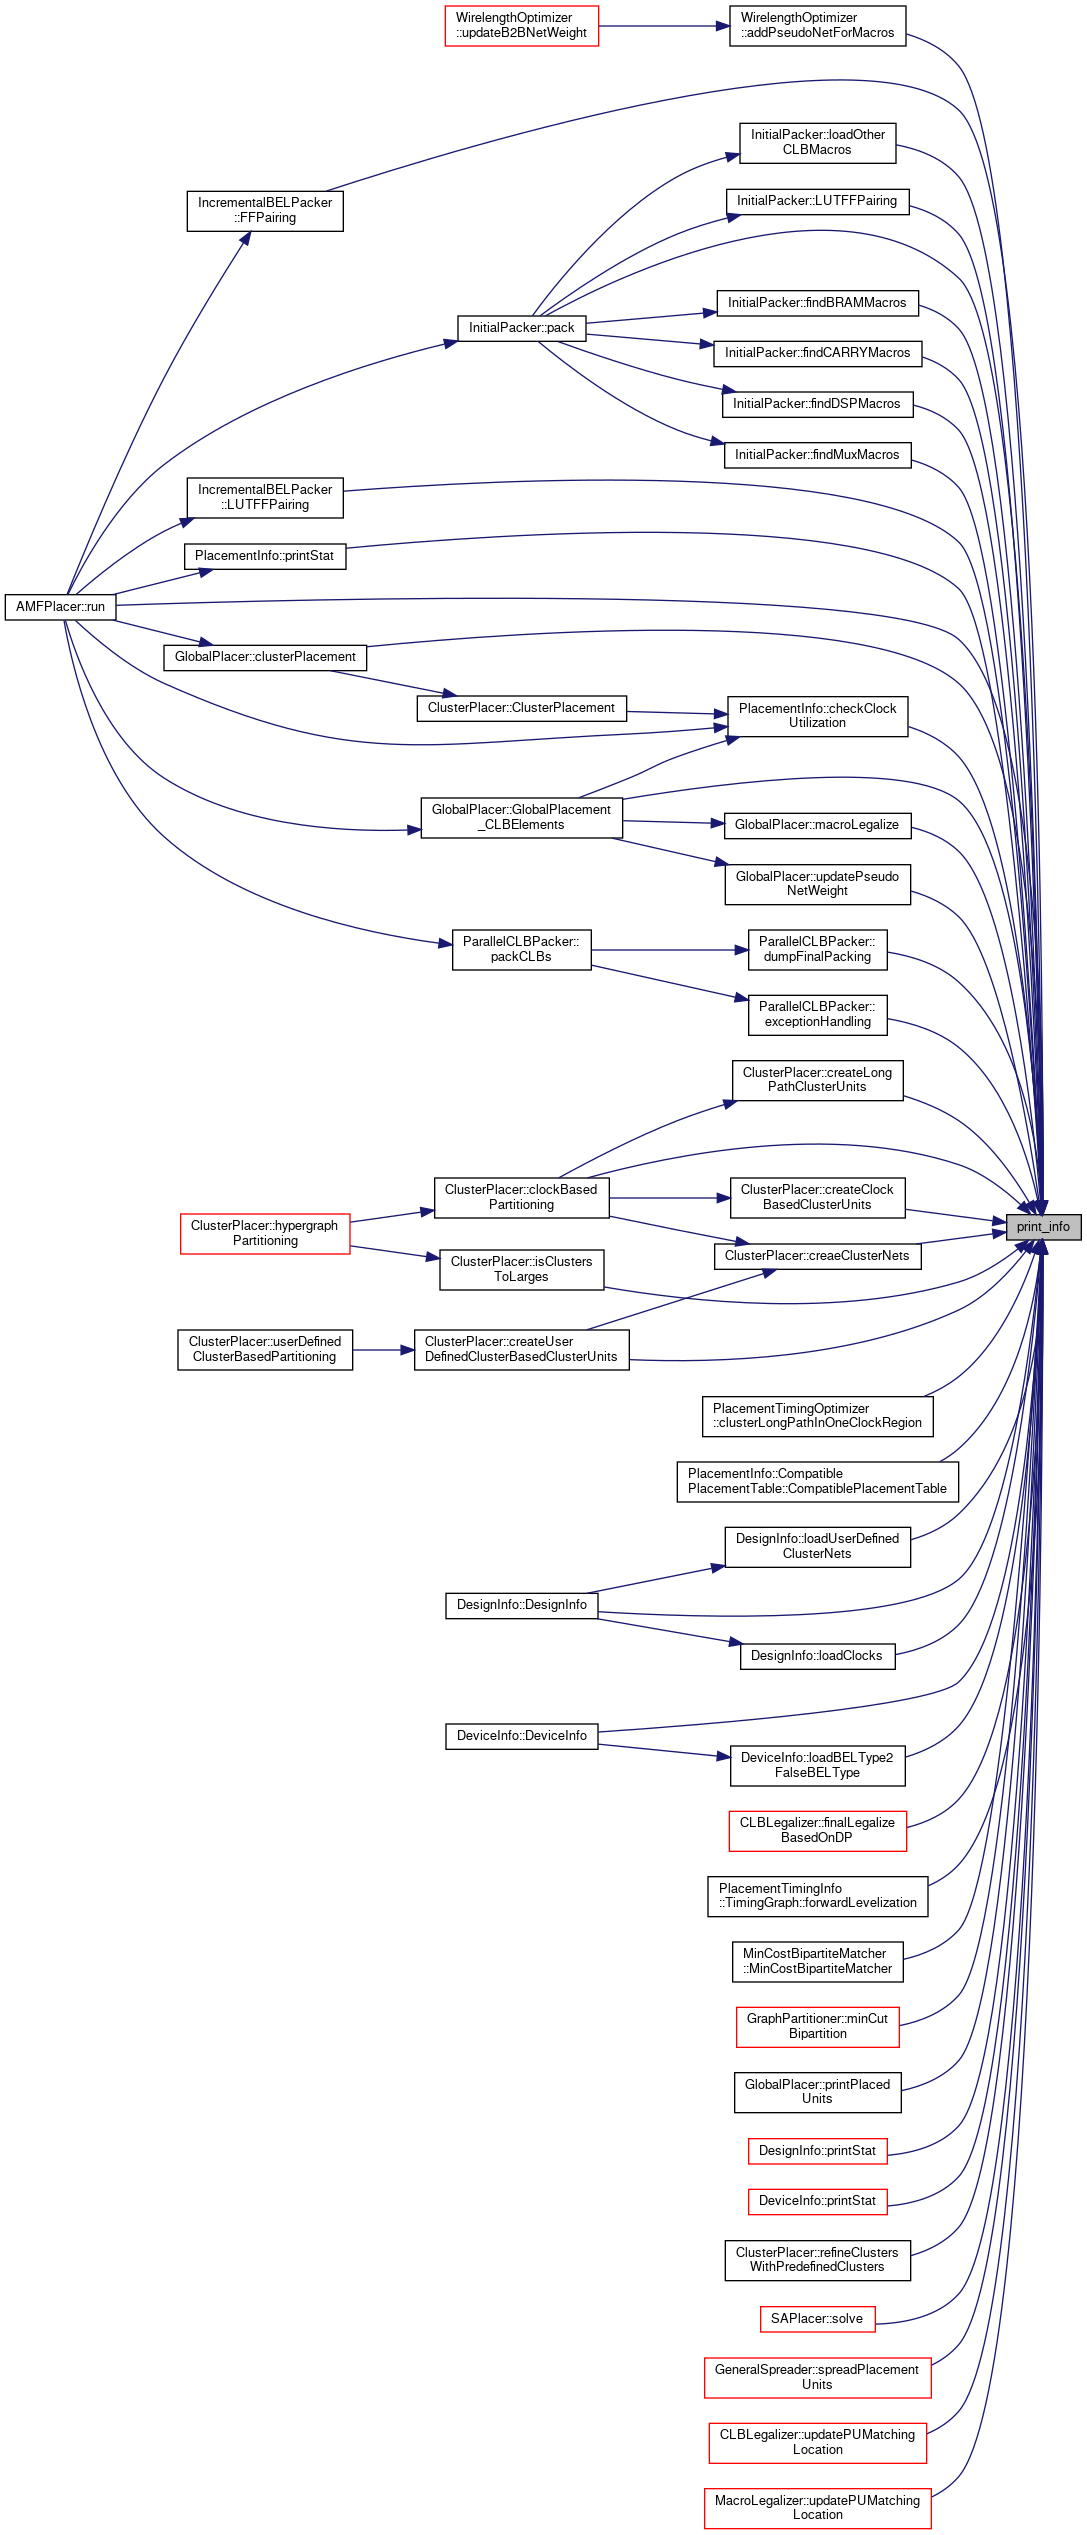 WirelengthOptimizer
::updateB2BNetWeight
WirelengthOptimizer
::addPseudoNetForMacros
InitialPacker::loadOther
CLBMacros
IncrementalBELPacker
::FFPairing
InitialPacker::LUTFFPairing
InitialPacker::findBRAMMacros
InitialPacker::pack
InitialPacker::findCARRYMacros
InitialPacker::findDSPMacros
InitialPacker::findMuxMacros
IncrementalBELPacker
::LUTFFPairing
PlacementInfo::printStat
AMFPlacer::run
GlobalPlacer::clusterPlacement
ClusterPlacer::ClusterPlacement
PlacementInfo::checkClock
Utilization
GlobalPlacer::GlobalPlacement
_CLBElements
GlobalPlacer::macroLegalize
GlobalPlacer::updatePseudo
NetWeight
ParallelCLBPacker::
packCLBs
ParallelCLBPacker::
dumpFinalPacking
ParallelCLBPacker::
exceptionHandling
ClusterPlacer::createLong
PathClusterUnits
ClusterPlacer::clockBased
Partitioning
ClusterPlacer::createClock
BasedClusterUnits
ClusterPlacer::hypergraph
Partitioning
print_info
ClusterPlacer::creaeClusterNets
ClusterPlacer::isClusters
ToLarges
ClusterPlacer::userDefined
ClusterBasedPartitioning
ClusterPlacer::createUser
DefinedClusterBasedClusterUnits
PlacementTimingOptimizer
::clusterLongPathInOneClockRegion
PlacementInfo::Compatible
PlacementTable::CompatiblePlacementTable
DesignInfo::loadUserDefined
ClusterNets
DesignInfo::DesignInfo
DesignInfo::loadClocks
DeviceInfo::DeviceInfo
DeviceInfo::loadBELType2
FalseBELType
CLBLegalizer::finalLegalize
BasedOnDP
PlacementTimingInfo
::TimingGraph::forwardLevelization
MinCostBipartiteMatcher
::MinCostBipartiteMatcher
GraphPartitioner::minCut
Bipartition
GlobalPlacer::printPlaced
Units
DesignInfo::printStat
DeviceInfo::printStat
ClusterPlacer::refineClusters
WithPredefinedClusters
SAPlacer::solve
GeneralSpreader::spreadPlacement
Units
CLBLegalizer::updatePUMatching
Location
MacroLegalizer::updatePUMatching
Location